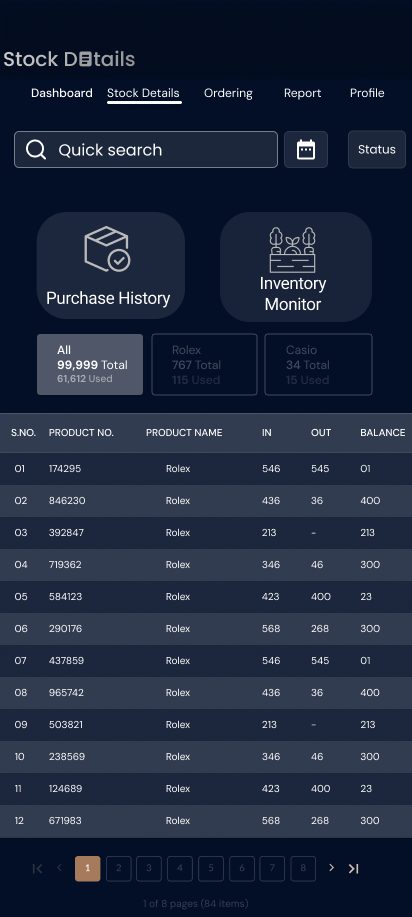 Stock Details
Dashboard Stock Details Ordering Report Profile
Quick search Status
Purchase History
Inventory
Monitor
All Rolex Casio
99,999 Total 767 Total 34 Total
61,612 Used 115 Used 15 Used
S.NO. PRODUCT NO. PRODUCT NAME IN OUT BALANCE
01 174295 Rolex 546 545 01
02 846230 Rolex 436 36 400
03 392847 Rolex 213 - 213
04 719362 Rolex 346 46 300
05 584123 Rolex 423 400 23
06 290176 Rolex 568 268 300
07 437859 Rolex 546 545 01
08 965742 Rolex 436 36 400
09 503821 Rolex 213 - 213
10 238569 Rolex 346 46 300
11 124689 Rolex 423 400 23
12 671983 Rolex 568 268 300
1 2 3 4 5 6 7 8
1 of 8 pages (84 items)